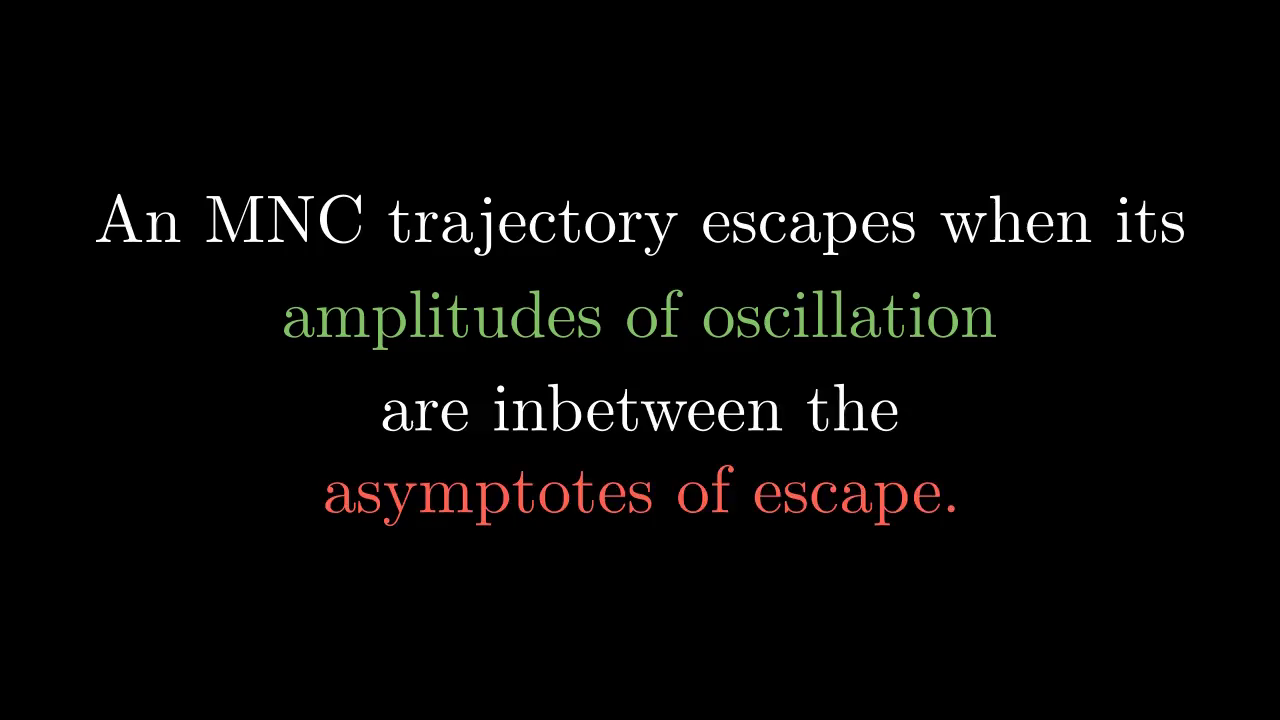 An MNC trajectory escapes when its
amplitudes of oscillation
are inbetween the
asymptotes of escape.